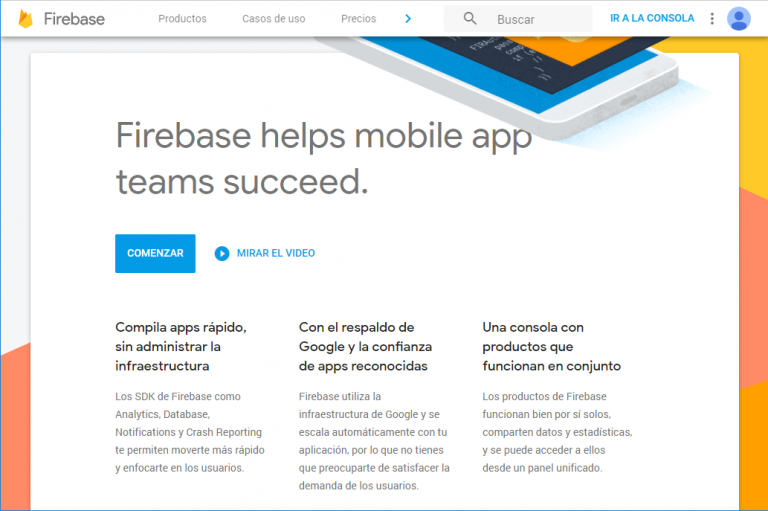 Firebase
Productos
Casos de uso
Precios
Buscar
IR A LA CONSOLA
Firebase helps mobile app
teams succeed.
COMENZAR
MIRAR EL VIDEO
Compila apps rápido,
sin administrar la
infraestructura
Los SDK de Firebase como
Analytics, Database,
Notifications y Crash Reporting
te permiten moverte más rápido
y enfocarte en los usuarios.
Con el respaldo de
Google y la confianza
de apps reconocidas
Firebase utiliza la
infraestructura de Google y se
escala automáticamente con tu
aplicación, por lo que no tienes
que preocuparte de satisfacer la
demanda de los usuarios.
Una consola con
productos que
funcionan en conjunto
Los productos de Firebase
funcionan bien por sí solos,
comparten datos y estadísticas,
y se puede acceder a ellos
desde un panel unificado.